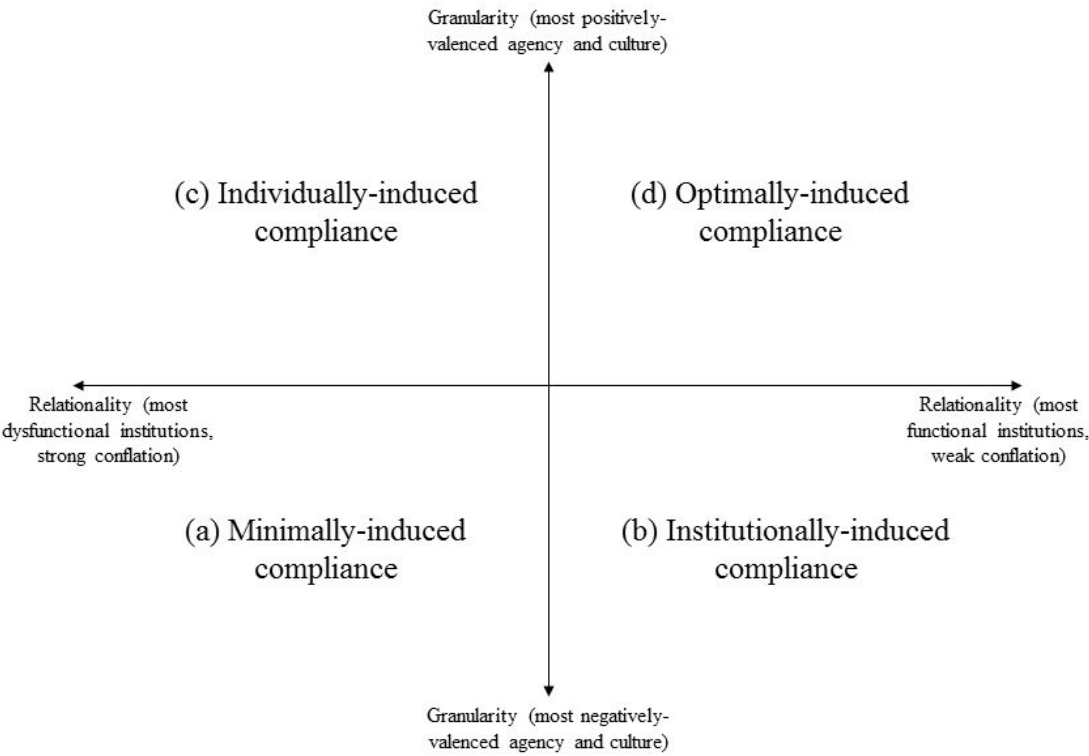 Granularity (most positively-
valenced agency and culture)
(c) Individually-induced
compliance
(d) Optimally-induced
compliance
Relationality (most
dysfunctional institutions,
strong conflation)
Relationality (most
functional institutions,
weak conflation)
(a) Minimally-induced
compliance
(b) Institutionally-induced
compliance
Granularity (most negatively-
valenced agency and culture)